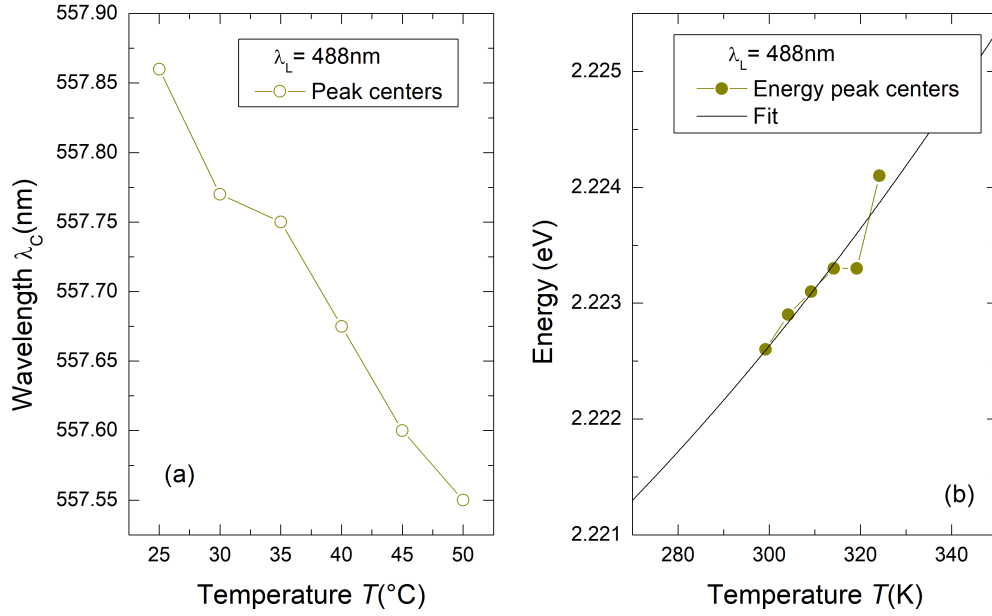 557.90
557.85
557.80
557.75
557.70
557.65
557.60
557.55
Wavelength λC(nm)
λL= 488nm
Peak centers
(a)
25 30 35 40 45 50
Temperature T(°C)
2.225
2.224
2.223
2.222
2.221
Energy (eV)
λL= 488nm
Energy peak centers
Fit
(b)
280 300 320 340
Temperature T(K)